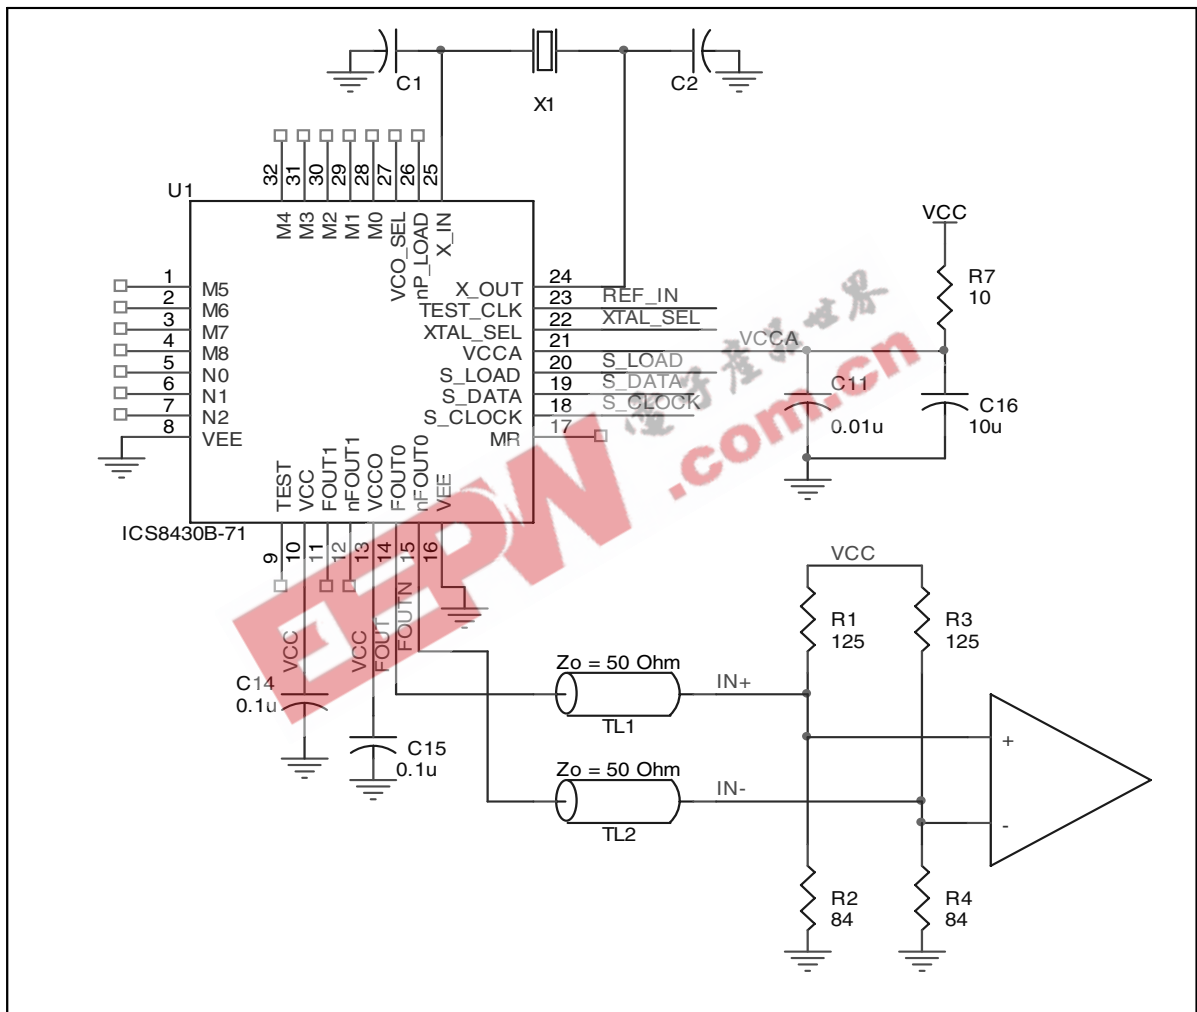 C1
C2
X1
32
31
30
29
28
27
26
25
U1
M4
M3
M2
M1
M0
VCO_SEL
nP_LOAD
X_IN
VCC
R7
10
1
M5
2
M6
3
M7
4
M8
5
N0
6
N1
7
N2
8
VEE
24
X_OUT
23
TEST_CLK
REF_IN
22
XTAL_SEL
XTAL_SEL
21
VCCA
VCCA
20
S_LOAD
S_LOAD
19
S_DATA
S_DATA
18
S_CLOCK
S_CLOCK
17
MR
C11
0.01u
C16
10u
電子產品世界
.com.cn
EEPW
TEST
VCC
FOUT1
nFOUT1
VCCO
FOUT0
nFOUT0
VEE
ICS8430B-71
9
10
11
12
13
14
15
16
VCC
VCC
FOUT
FOUTN
VCC
R1
125
R3
125
C14
0.1u
C15
0.1u
Zo = 50 Ohm
IN+
TL1
Zo = 50 Ohm
IN-
TL2
+
-
R2
84
R4
84